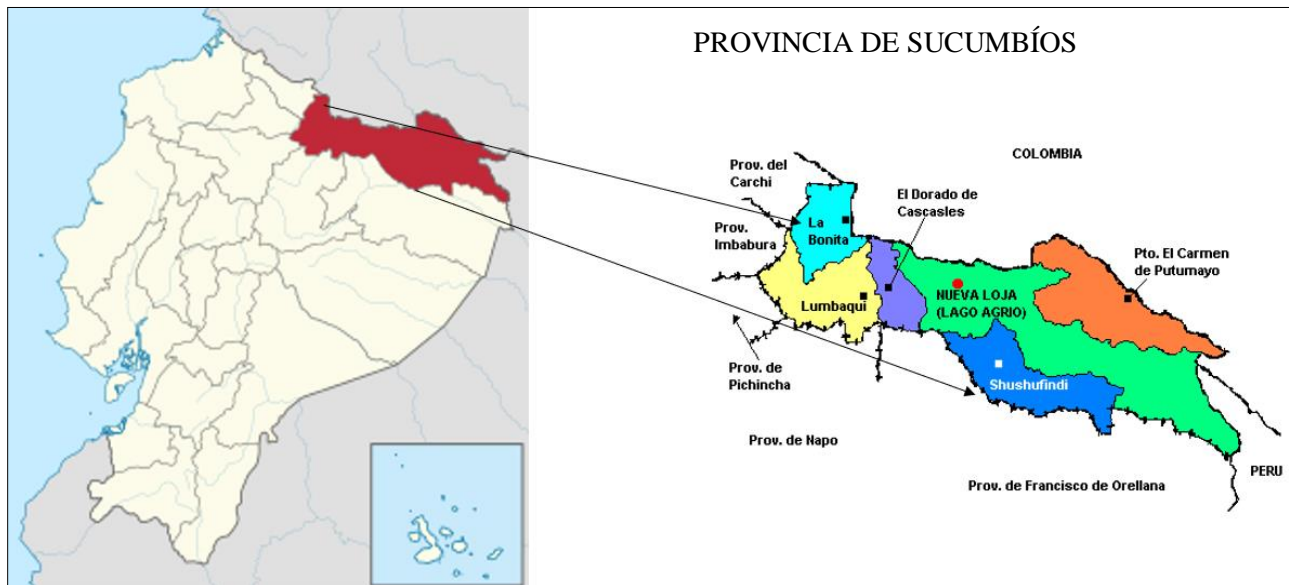 PROVINCIA DE SUCUMBÍOS
COLOMBIA
Prov. del
Carchi
El Dorado de
Cascasles
La
Bonita
Prov.
Imbabura
Pto. El Carmen
de Putumayo
Lumbaqui
NUEVA LOJA
(LAGO AGRIO)
Prov. de
Pichincha
Shushufindi
Prov. de Napo
PERU
Prov. de Francisco de Orellana